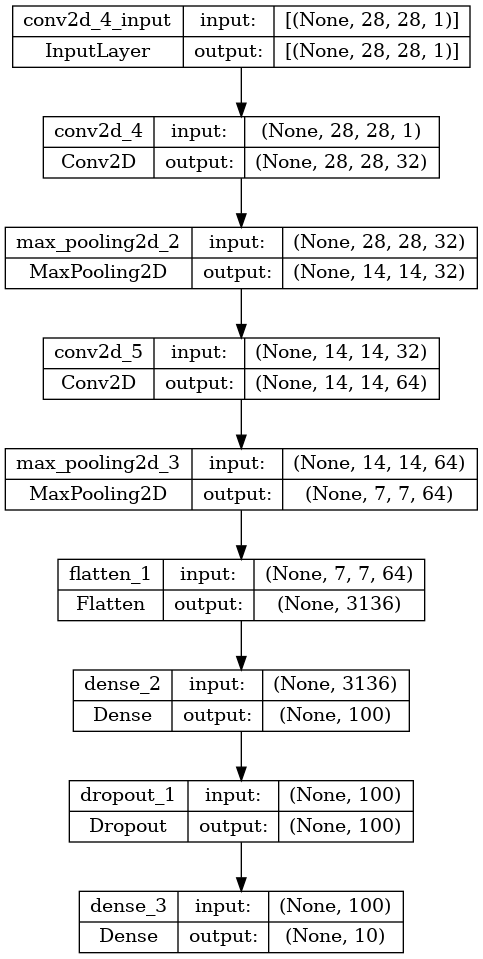 conv2d_4_input input: [(None, 28, 28, 1)]
InputLayer output: [(None, 28, 28, 1)]
conv2d_4 input: (None, 28, 28, 1)
Conv2D output: (None, 28, 28, 32)
max_pooling2d_2 input: (None, 28, 28, 32)
MaxPooling2D output: (None, 14, 14, 32)
conv2d_5 input: (None, 14, 14, 32)
Conv2D output: (None, 14, 14, 64)
max_pooling2d_3 input: (None, 14, 14, 64)
MaxPooling2D output: (None, 7, 7, 64)
flatten_1 input: (None, 7, 7, 64)
Flatten output: (None, 3136)
dense_2 input: (None, 3136)
Dense output: (None, 100)
dropout_1 input: (None, 100)
Dropout output: (None, 100)
dense_3 input: (None, 100)
Dense output: (None, 10)